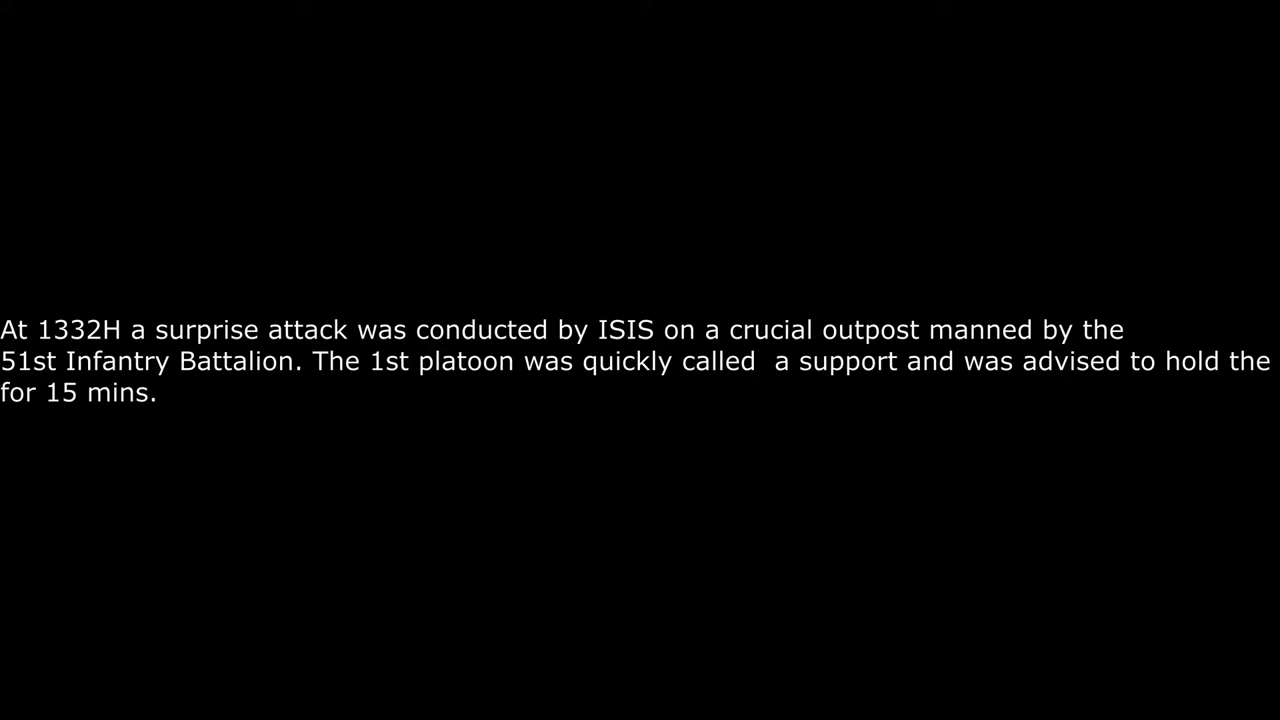 At 1332H a surprise attack was conducted by ISIS on a crucial outpost manned by the
51st Infantry Battalion. The 1st platoon was quickly called  a support and was advised to hold the
for 15 mins.